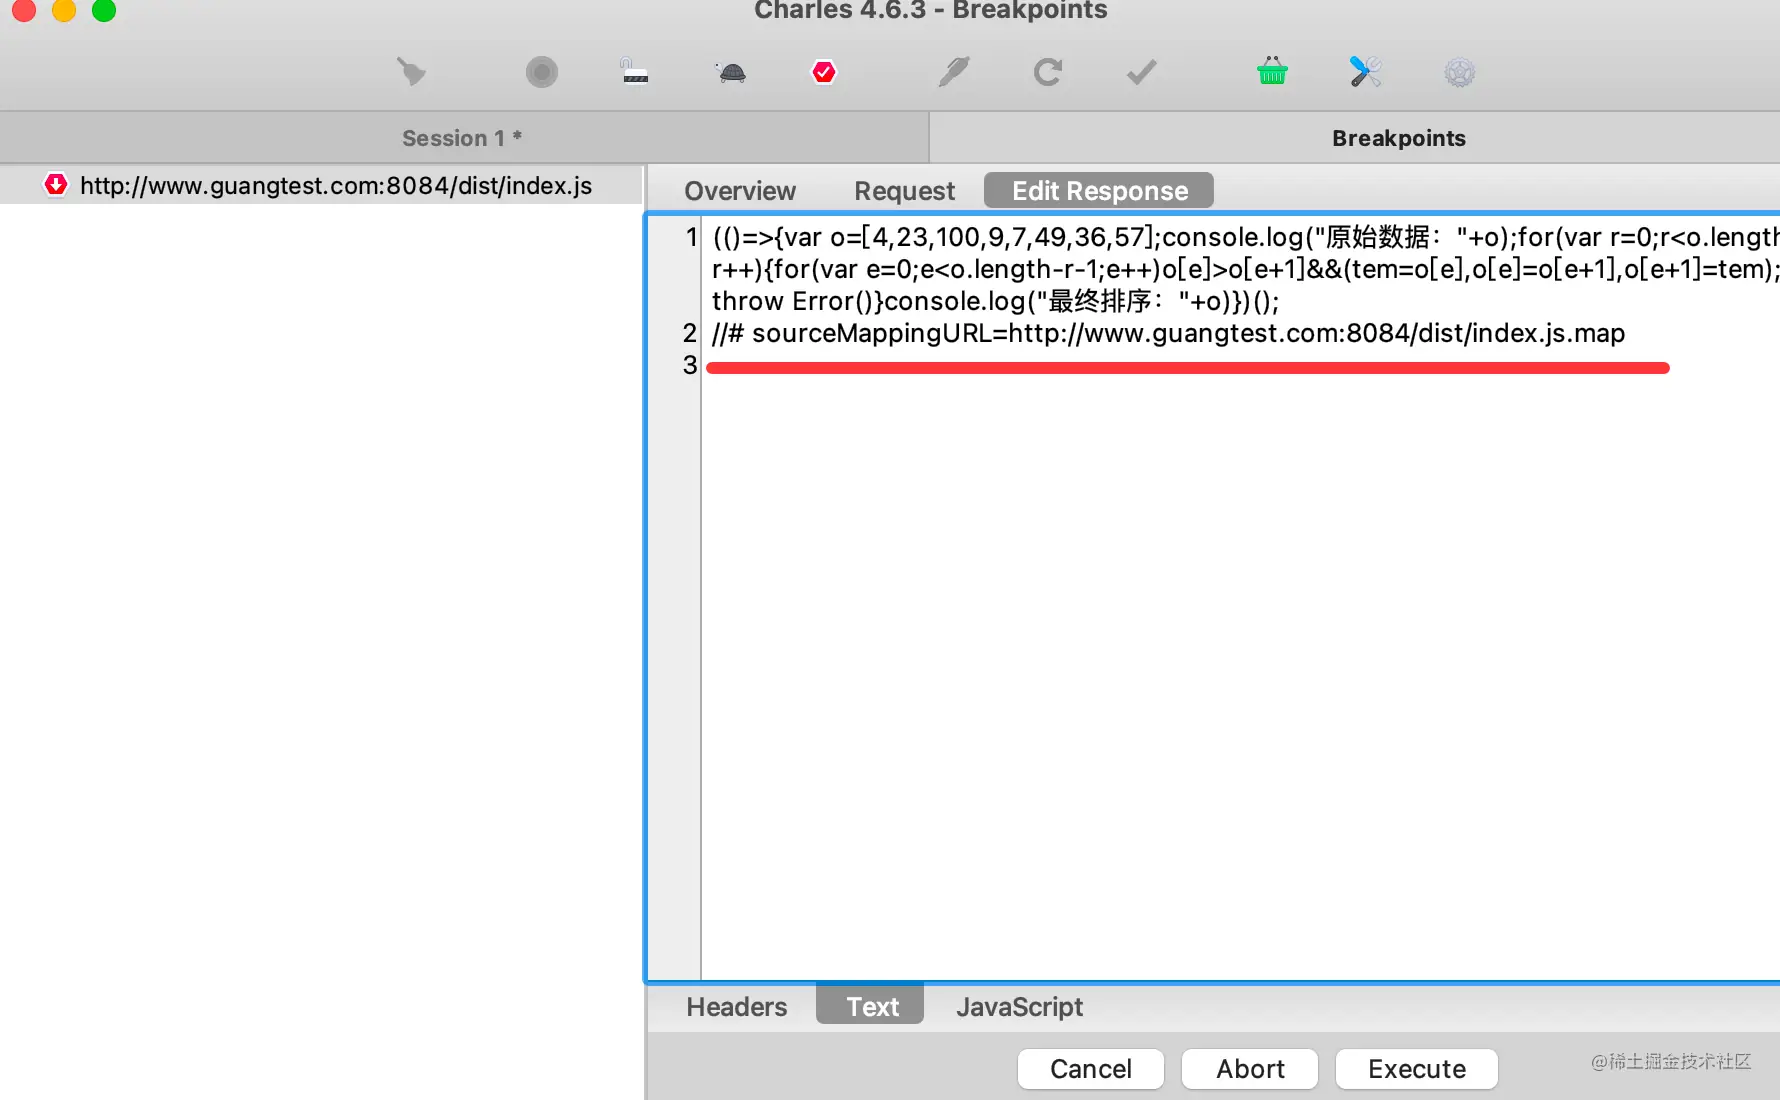 Charles 4.6.3 - Breakpoints
Session 1 *
Breakpoints
http://www.guangtest.com:8084/dist/index.js
Overview
Request
Edit Response
1 (()=>{var o=[4,23,100,9,7,49,36,57];console.log("原始数据："+o);for(var r=0;r<o.length
r++){for(var e=0;e<o.length-r-1;e++)o[e]>o[e+1]&&(tem=o[e],o[e]=o[e+1],o[e+1]=tem);
throw Error()}console.log("最终排序："+o)})();
2 //# sourceMappingURL=http://www.guangtest.com:8084/dist/index.js.map
3
Headers
Text
JavaScript
Cancel
Abort
Execute
@稀土掘金技术社区